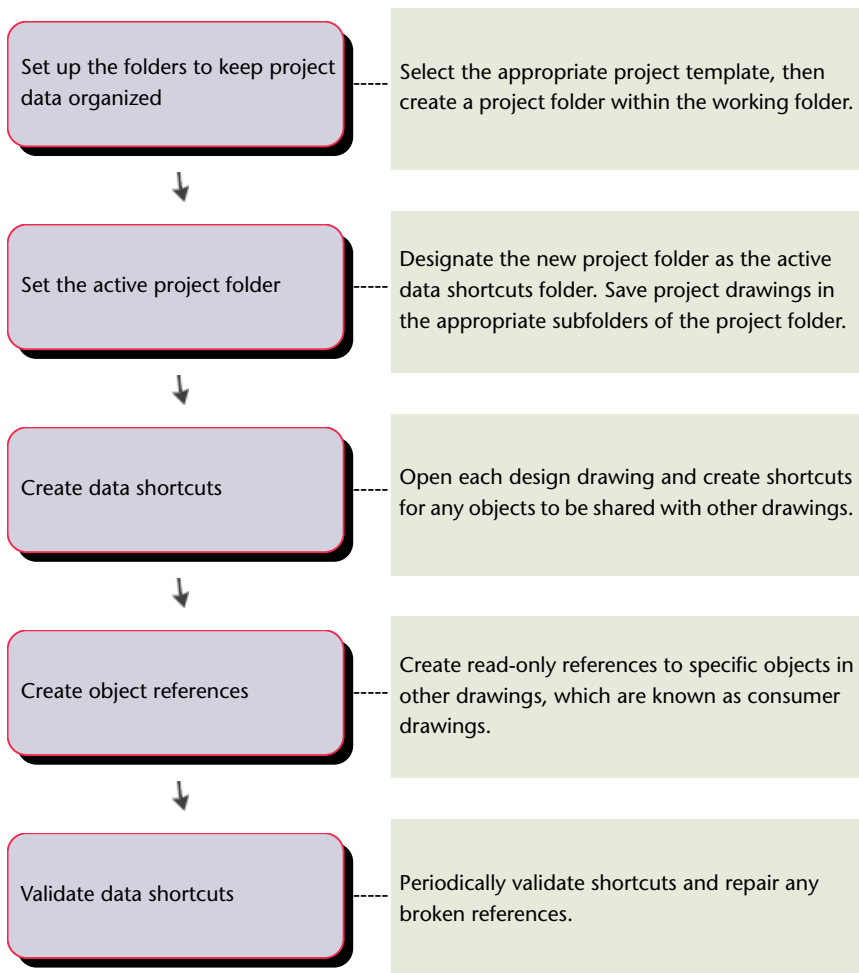 Set up the folders to keep project
data organized
Select the appropriate project template, then
create a project folder within the working folder.
Set the active project folder
Designate the new project folder as the active
data shortcuts folder. Save project drawings in
the appropriate subfolders of the project folder.
Create data shortcuts
Open each design drawing and create shortcuts
for any objects to be shared with other drawings.
Create object references
Create read-only references to specific objects in
other drawings, which are known as consumer
drawings.
Validate data shortcuts
Periodically validate shortcuts and repair any
broken references.